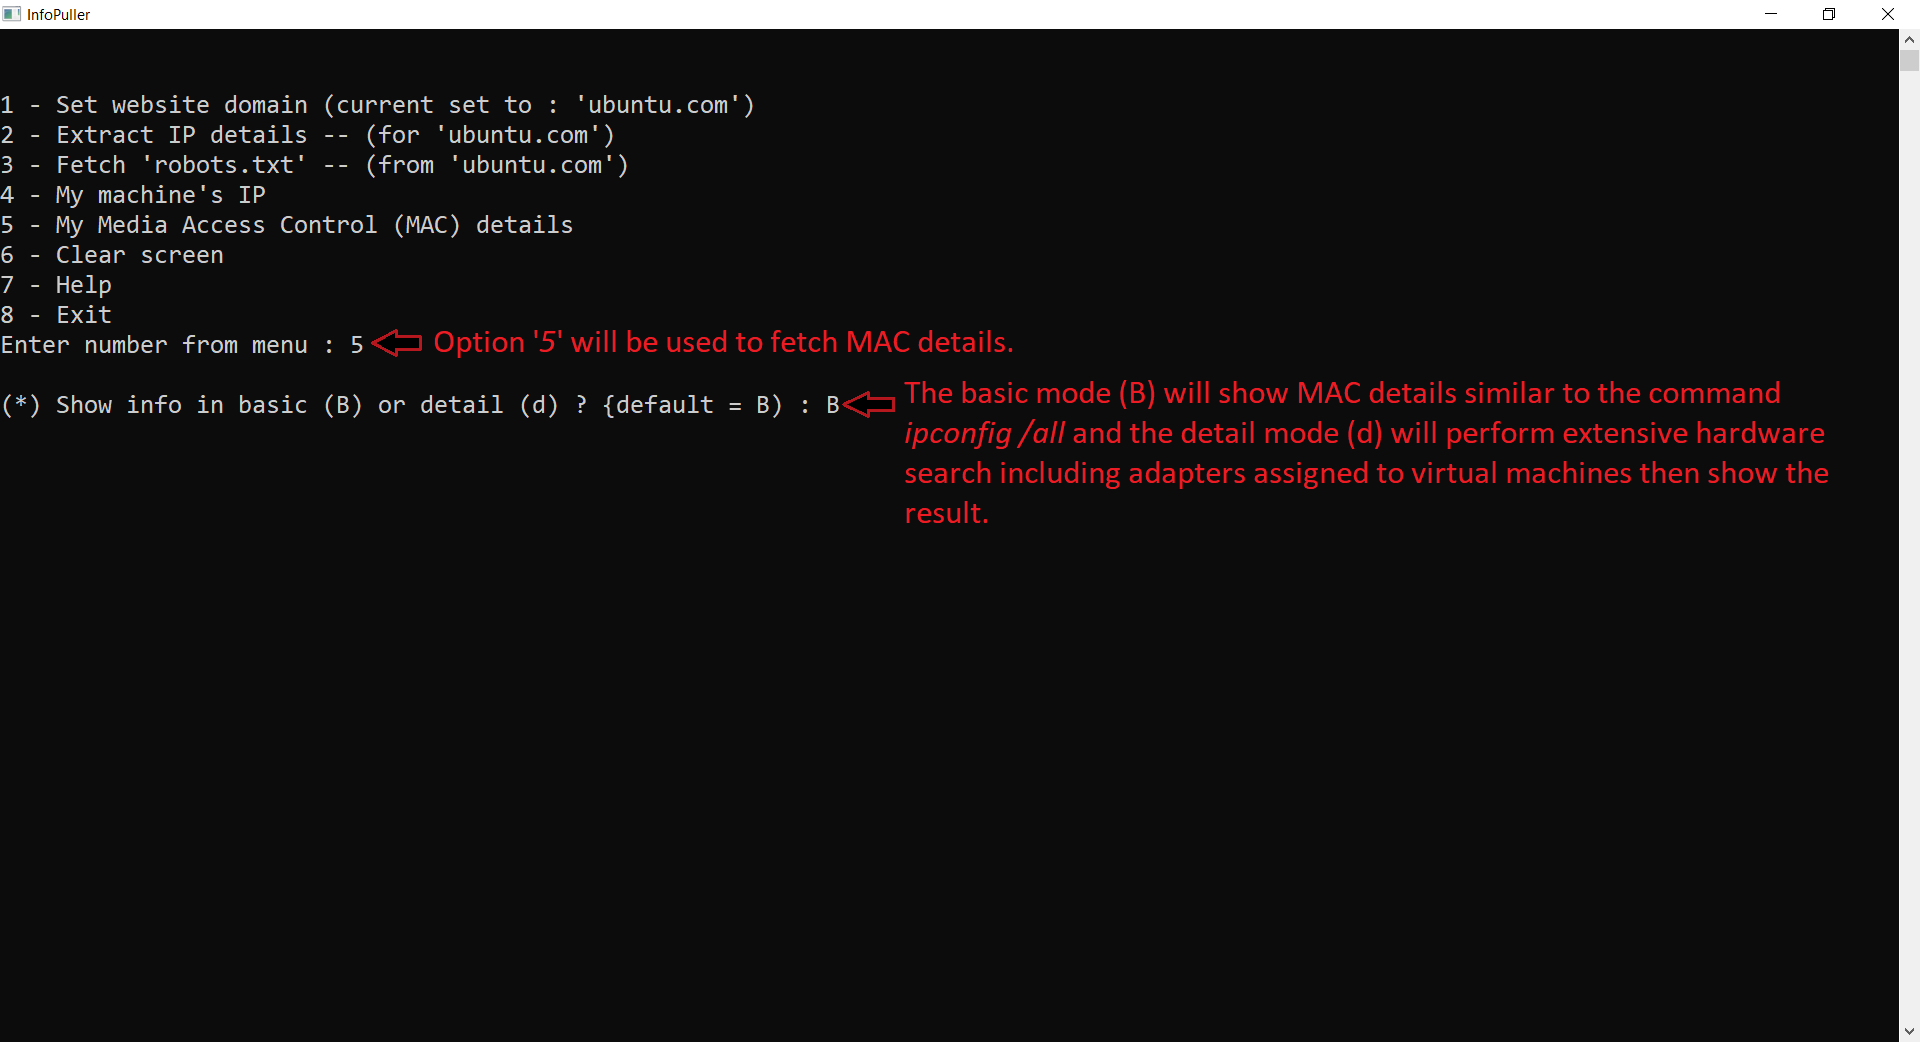 InfoPuller
1 - Set website domain (current set to : 'ubuntu.com')
2 - Extract IP details -- (for 'ubuntu.com')
3 - Fetch 'robots.txt' -- (from 'ubuntu.com')
4 - My machine's IP
5 - My Media Access Control (MAC) details
6 - Clear screen
7 - Help
8 - Exit
Enter number from menu : 5
Option '5' will be used to fetch MAC details.
(*) Show info in basic (B) or detail (d) ? {default = B) : B
The basic mode (B) will show MAC details similar to the command
ipconfig /all and the detail mode (d) will perform extensive hardware
search including adapters assigned to virtual machines then show the
result.